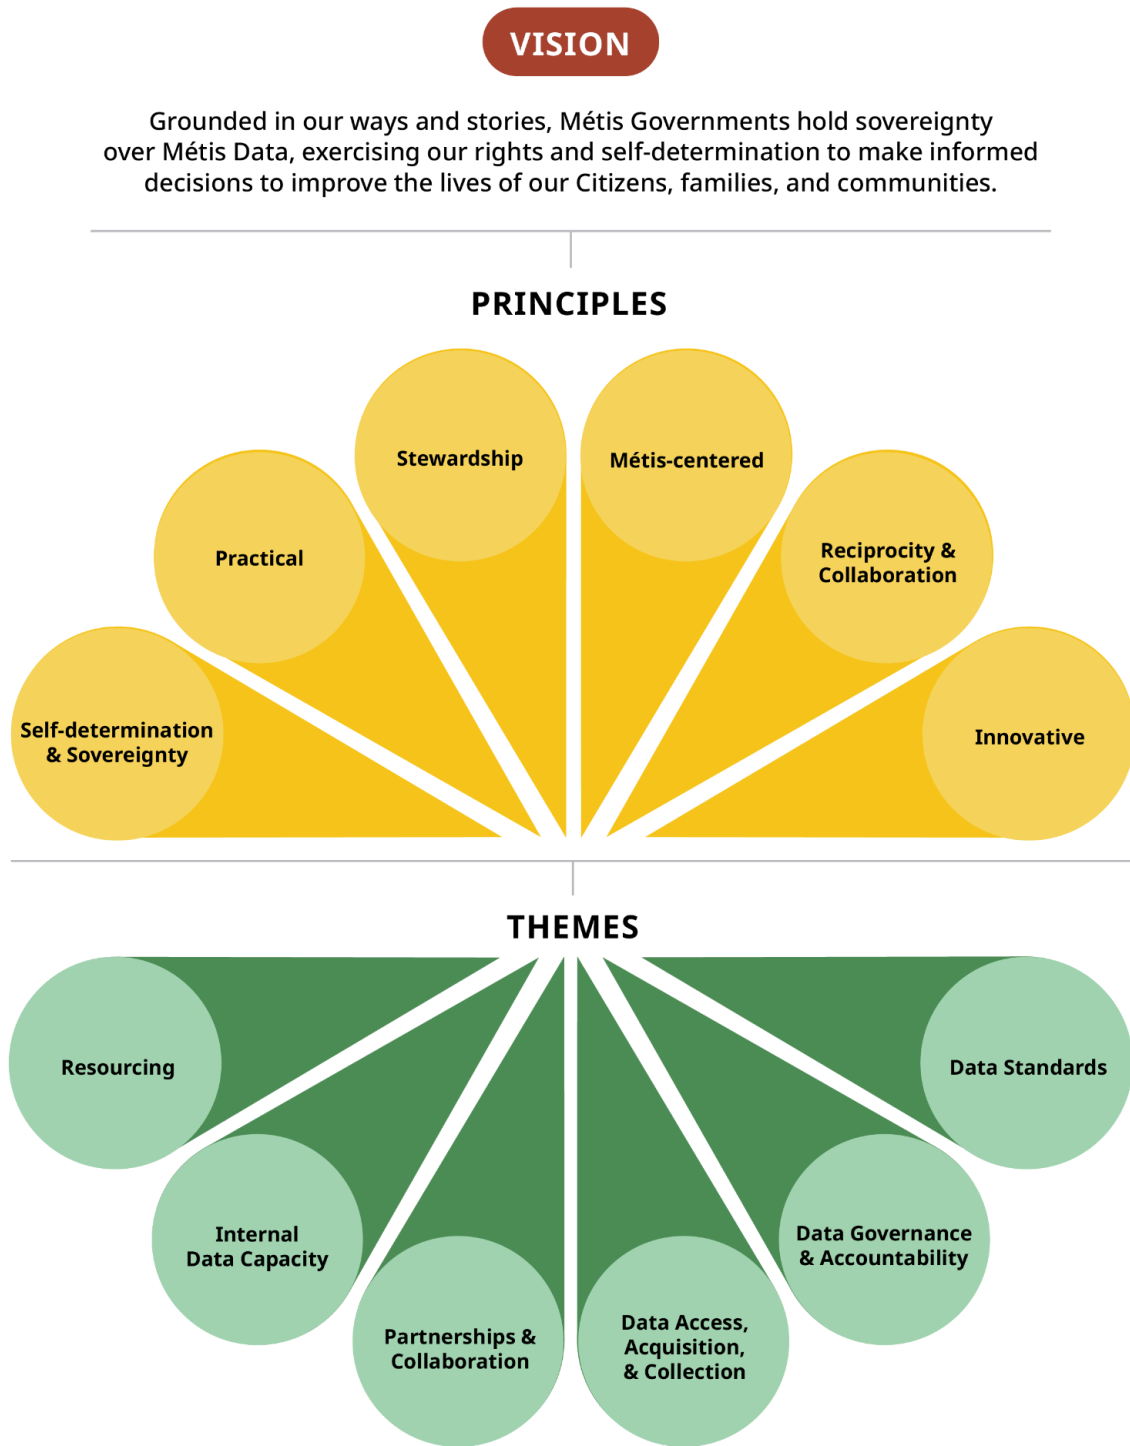 VISION
Grounded in our ways and stories, Métis Governments hold sovereignty
over Métis Data, exercising our rights and self-determination to make informed
decisions to improve the lives of our Citizens, families, and communities.
PRINCIPLES
Self-determination
& Sovereignty
Practical
Stewardship
Métis-centered
Reciprocity &
Collaboration
Innovative
THEMES
Resourcing
Internal
Data Capacity
Partnerships &
Collaboration
Data Access,
Acquisition,
& Collection
Data Governance
& Accountability
Data Standards